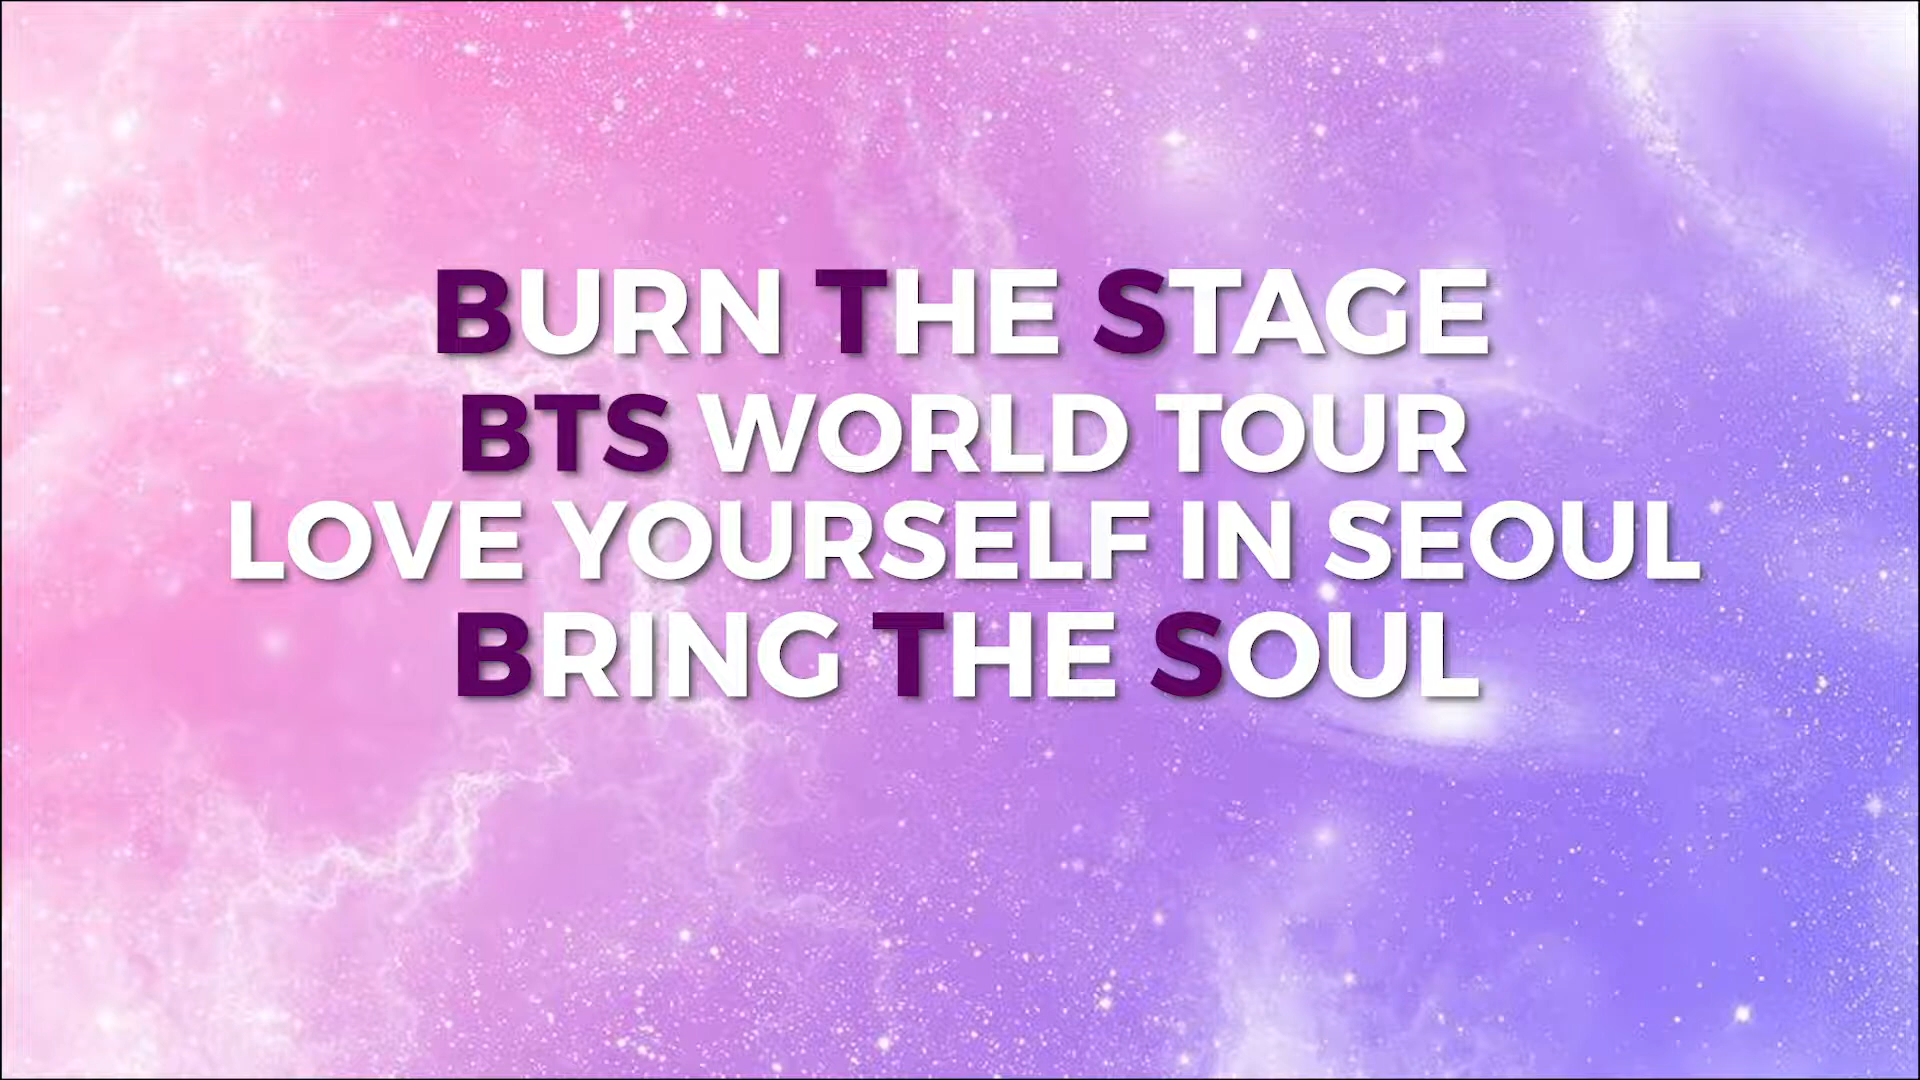 BURN THE STAGE
BTS WORLD TOUR
LOVE YOURSELF IN SEOUL
BRING THE SOUL